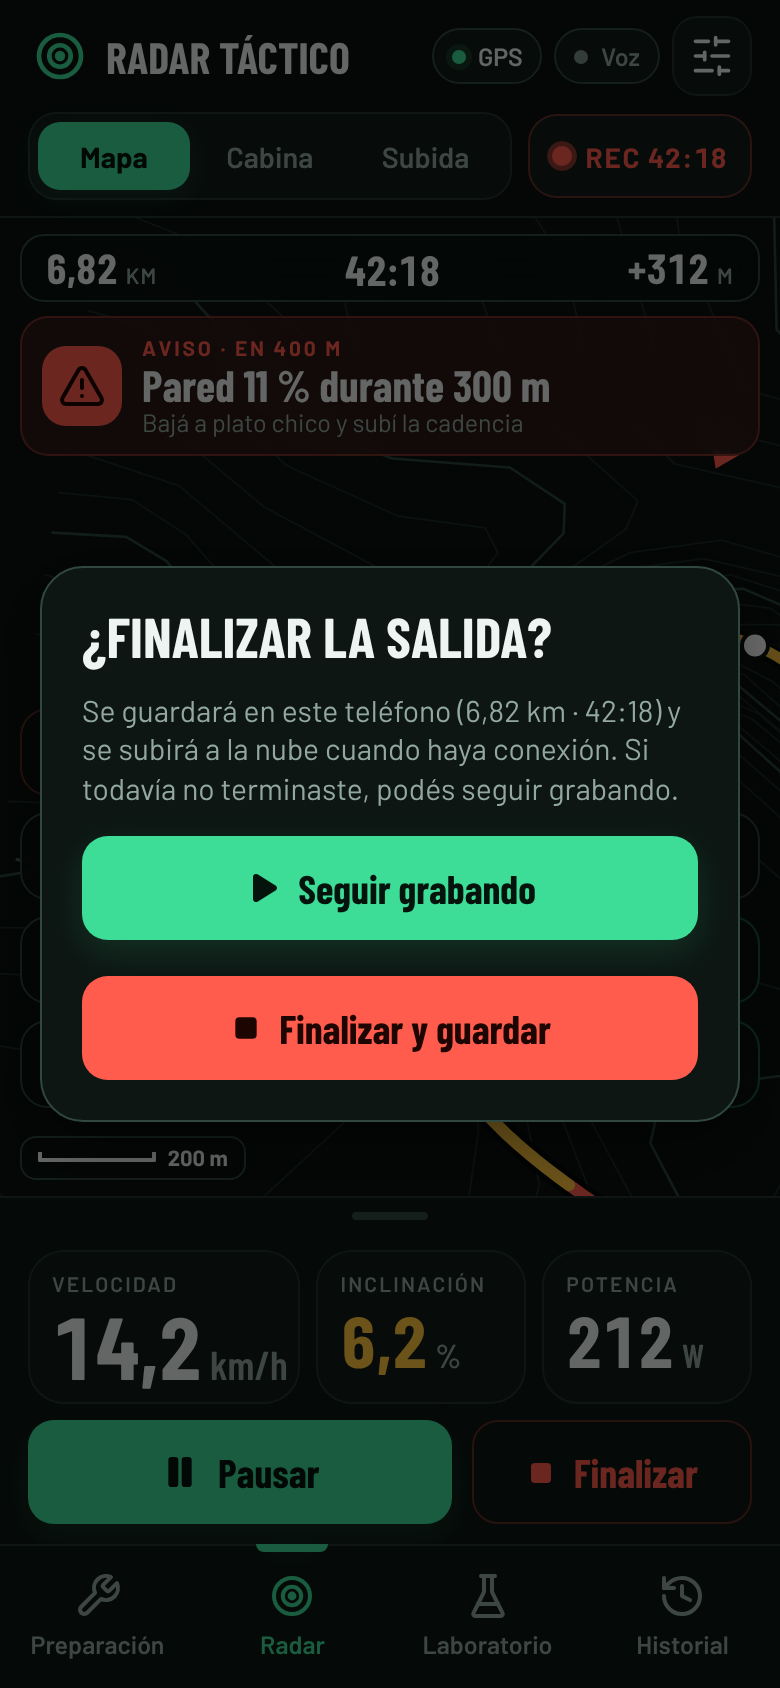 RADAR TÁCTICO
GPS
Voz
Mapa
Cabina
Subida
REC 42:18
6,82 KM
42:18
+312 M
AVISO · EN 400 M
Pared 11 % durante 300 m
Bajá a plato chico y subí la cadencia
¿FINALIZAR LA SALIDA?
Se guardará en este teléfono (6,82 km · 42:18) y
se subirá a la nube cuando haya conexión. Si
todavía no terminaste, podés seguir grabando.
Seguir grabando
Finalizar y guardar
200 m
VELOCIDAD
14,2 km/h
INCLINACIÓN
6,2 %
POTENCIA
212 W
Pausar
Finalizar
Preparación
Radar
Laboratorio
Historial